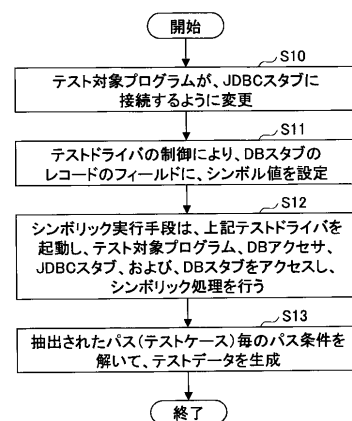 開始
S10
テスト対象プログラムが、JDBCスタブに
接続するように変更
S11
テストドライバの制御により、DBスタブの
レコードのフィールドに、シンボル値を設定
S12
シンボリック実行手段は、上記テストドライバを
起動し、テスト対象プログラム、DBアクセサ、
JDBCスタブ、および、DBスタブをアクセスし、
シンボリック処理を行う
S13
抽出されたパス(テストケース)毎のパス条件を
解いて、テストデータを生成
終了